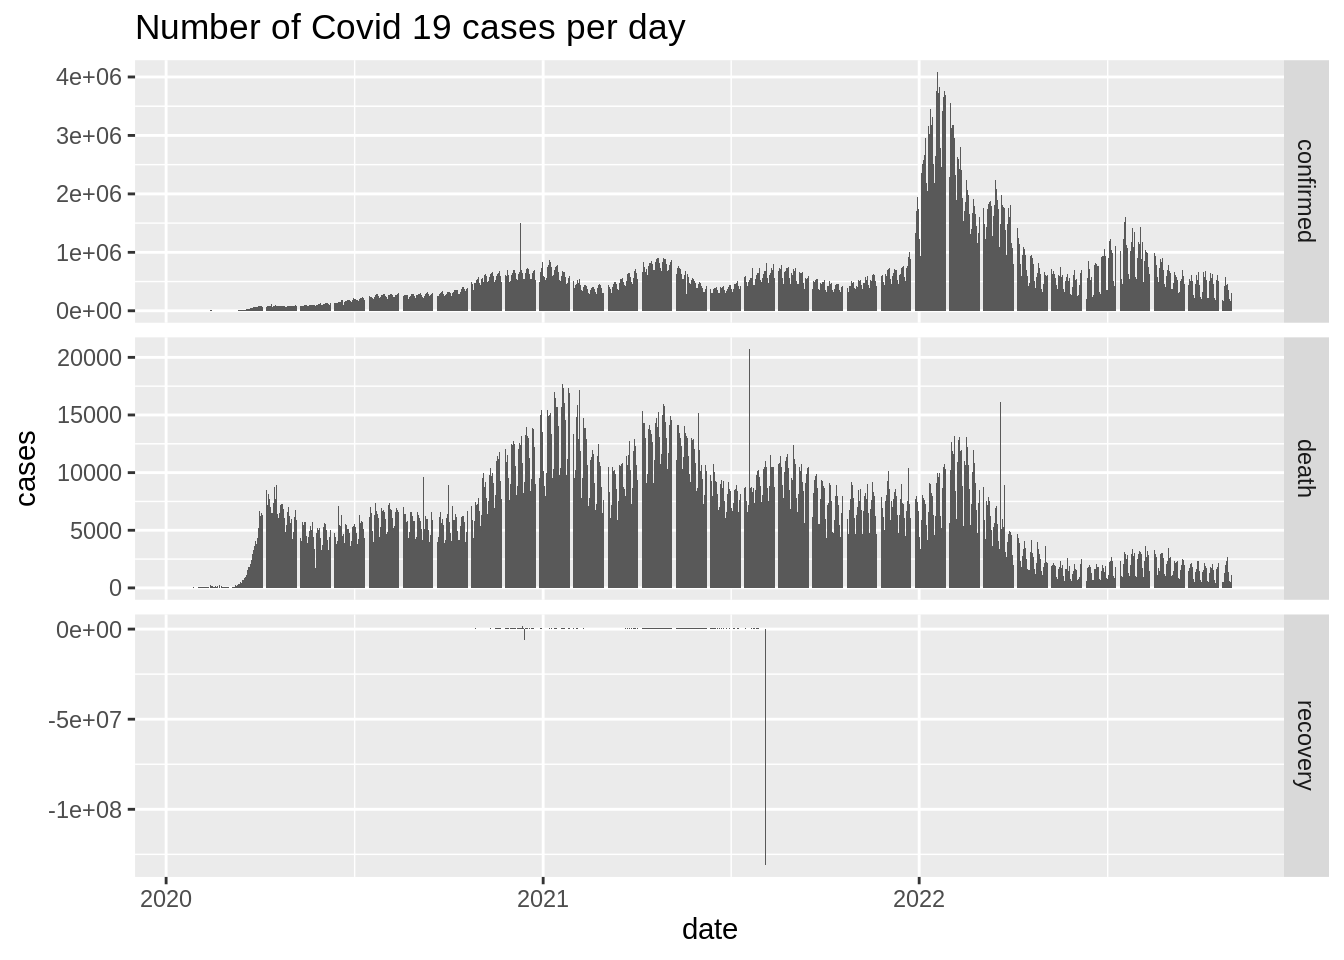 Number of Covid 19 cases per day
4e+06
3e+06
2e+06
1e+06
0e+00
confirmed
20000
15000
10000
5000
0
death
0e+00
-5e+07
-1e+08
recovery
cases
2020 2021 2022
date